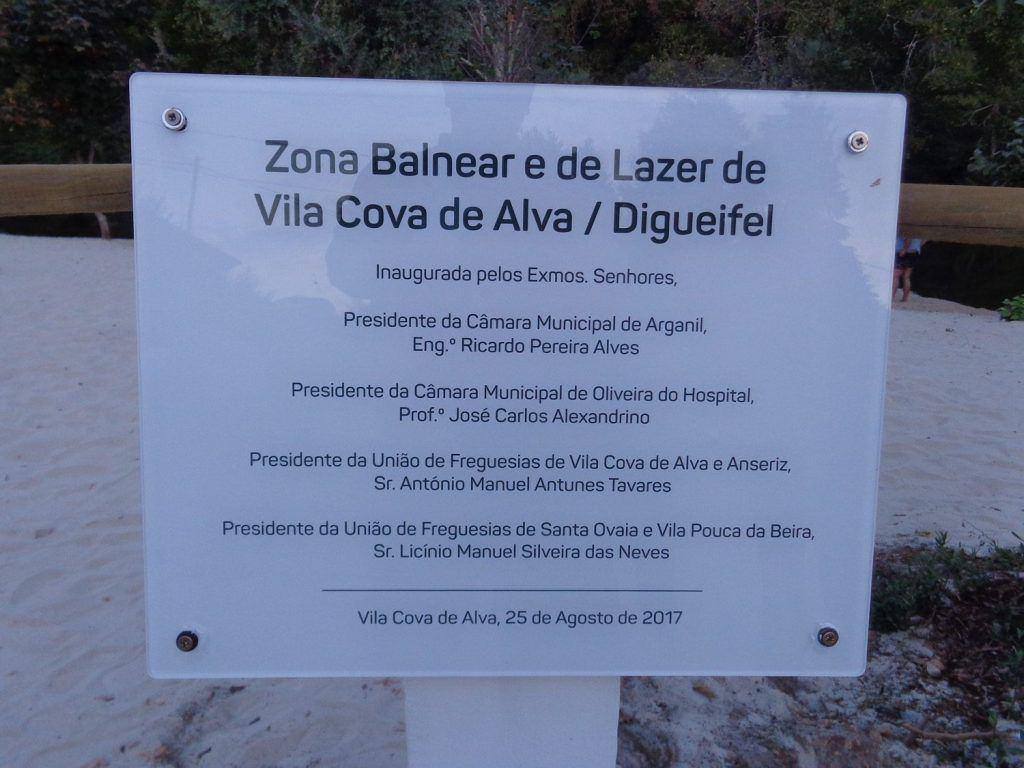 Zona Balnear e de Lazer de
Vila Cova de Alva / Digueifel
Inaugurada pelos Exmos. Senhores,
Presidente da Câmara Municipal de Arganil,
Eng.º Ricardo Pereira Alves
Presidente da Câmara Municipal de Oliveira do Hospital,
Prof.º José Carlos Alexandrino
Presidente da União de Freguesias de Vila Cova de Alva e Anseriz,
Sr. António Manuel Antunes Tavares
Presidente da União de Freguesias de Santa Ovaia e Vila Pouca da Beira,
Sr. Licínio Manuel Silveira das Neves
Vila Cova de Alva, 25 de Agosto de 2017